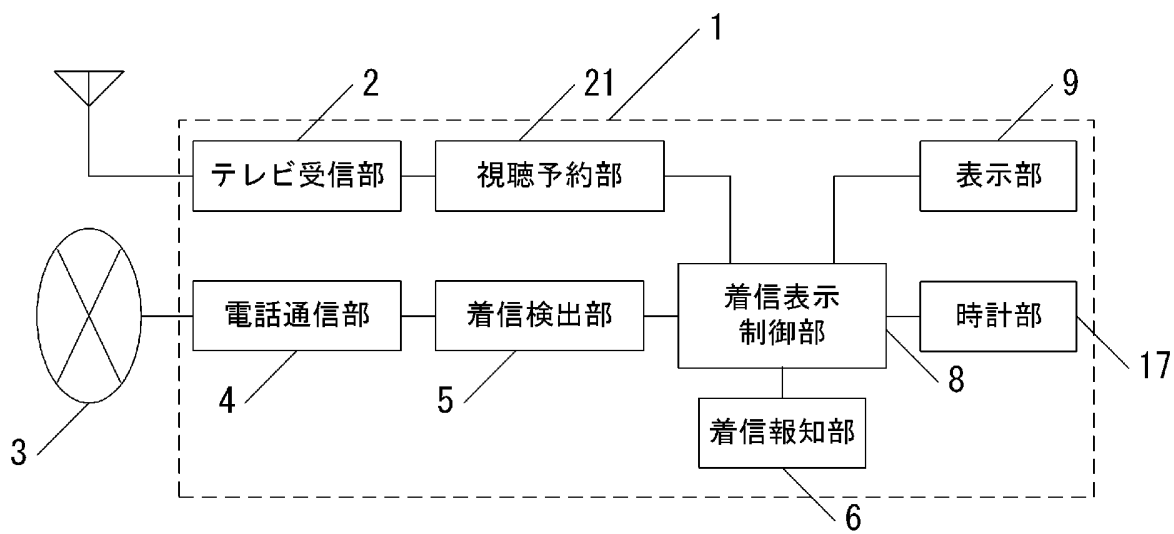 1
2
21
9
テレビ受信部
視聴予約部
表示部
電話通信部
着信検出部
着信表示
制御部
時計部
3
4
5
8
17
着信報知部
6